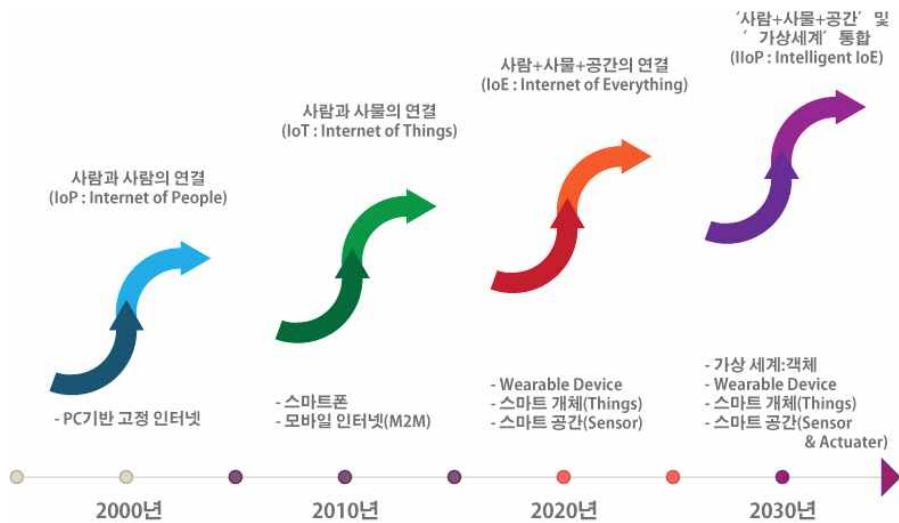 사람과 사람의 연결
(IoP : Internet of People)
- PC기반 고정 인터넷
2000년
사람과 사물의 연결
(IoT : Internet of Things)
- 스마트폰
- 모바일 인터넷(M2M)
2010년
사람+사물+공간의 연결
(IoE : Internet of Everything)
- Wearable Device
- 스마트 개체(Things)
- 스마트 공간(Sensor)
2020년
‘사람+사물+공간’ 및
‘ 가상세계’ 통합
(IIoP : Intelligent IoE)
- 가상 세계:객체
- Wearable Device
- 스마트 개체(Things)
- 스마트 공간(Sensor
& Actuater)
2030년